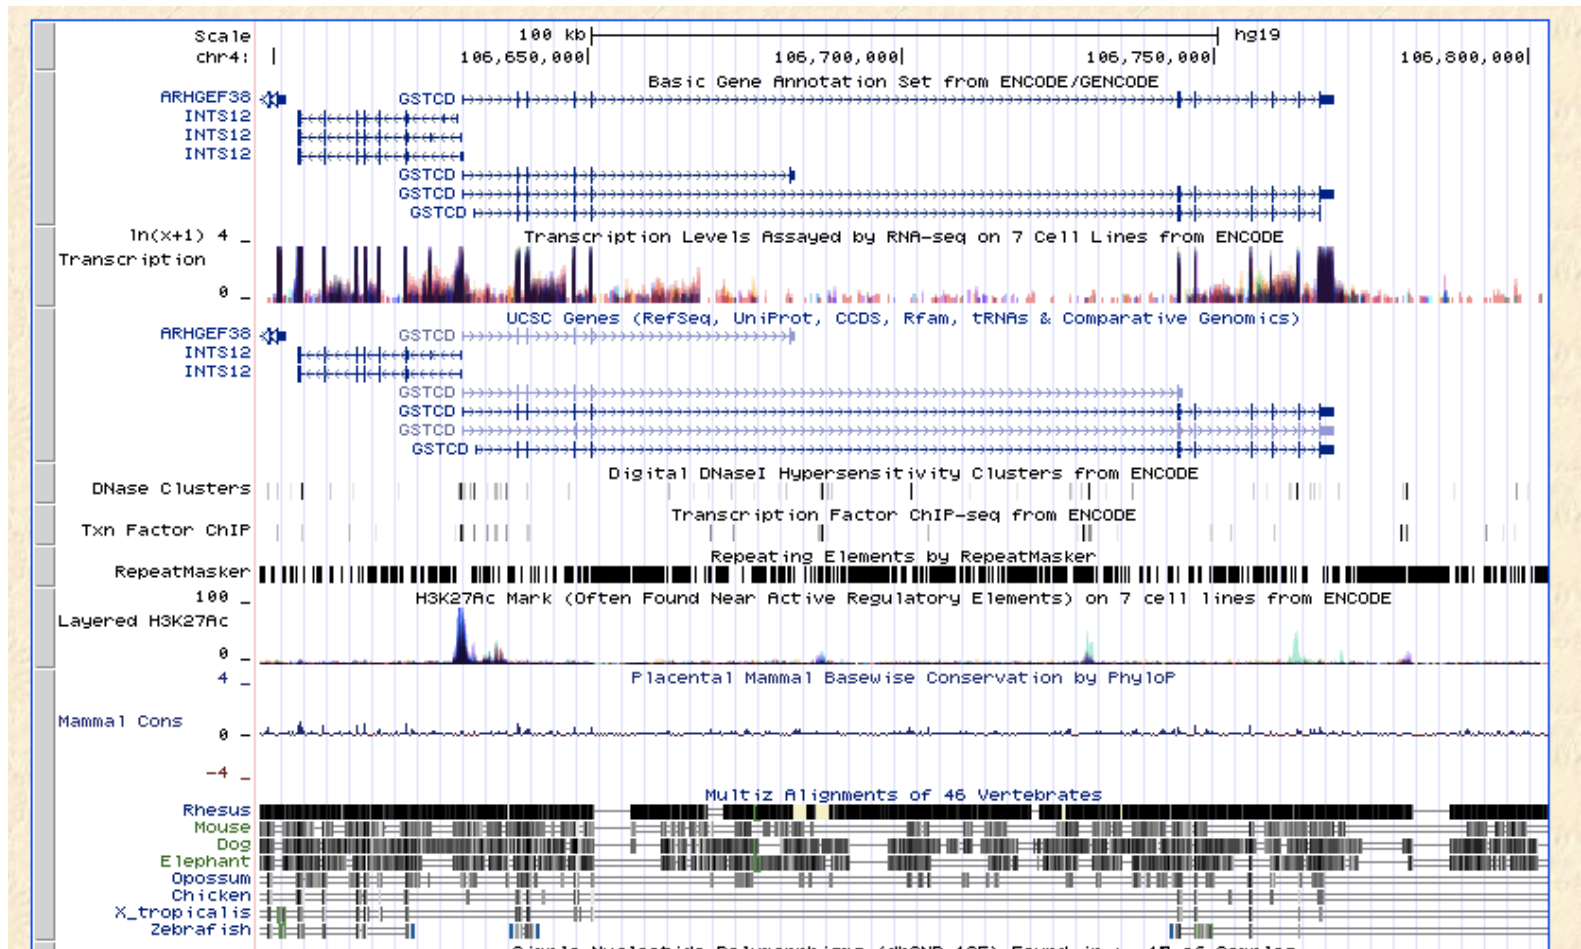 Scale 100 kb hg19
chr4: 106,650,000 106,700,000 106,750,000 106,800,000
Basic Gene Annotation Set from ENCODE/GENCODE
ARHGEF38 GSTCD
INTS12
INTS12
INTS12
GSTCD
GSTCD
GSTCD
ln(x+1) 4 _
Transcription Levels Assayed by RNA-seq on 7 Cell Lines from ENCODE
Transcription
0 _
UCSC Genes (RefSeq, UniProt, CCDS, Rfam, tRNAs & Comparative Genomics)
ARHGEF38 GSTCD
INTS12
INTS12
GSTCD
GSTCD
GSTCD
GSTCD
Digital DNaseI Hypersensitivity Clusters from ENCODE
DNase Clusters
Transcription Factor ChIP-seq from ENCODE
Txn Factor ChIP
Repeating Elements by RepeatMasker
RepeatMasker
100 _
H3K27Ac Mark (Often Found Near Active Regulatory Elements) on 7 cell lines from ENCODE
Layered H3K27Ac
0 _
4 _
Placental Mammal Basewise Conservation by PhyloP
Mammal Cons
0 _
-4 _
Multiz Alignments of 46 Vertebrates
Rhesus
Mouse
Dog
Elephant
Opossum
Chicken
X_tropicalis
Zebrafish